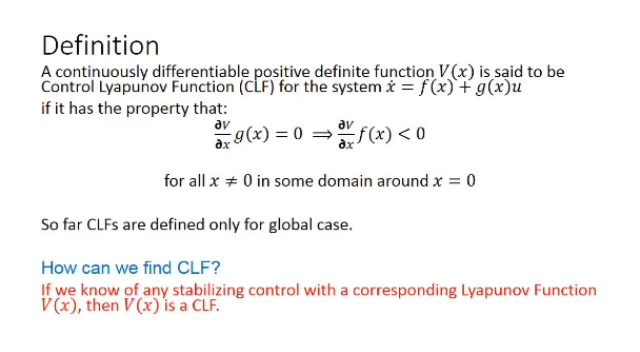 Definition
A continuously differentiable positive definite function V(x) is said to be
Control Lyapunov Function (CLF) for the system ẋ = f(x) + g(x)u
if it has the property that:
∂V/∂x g(x) = 0 ⟹ ∂V/∂x f(x) < 0
for all x ≠ 0 in some domain around x = 0
So far CLFs are defined only for global case.
How can we find CLF?
If we know of any stabilizing control with a corresponding Lyapunov Function
V(x), then V(x) is a CLF.